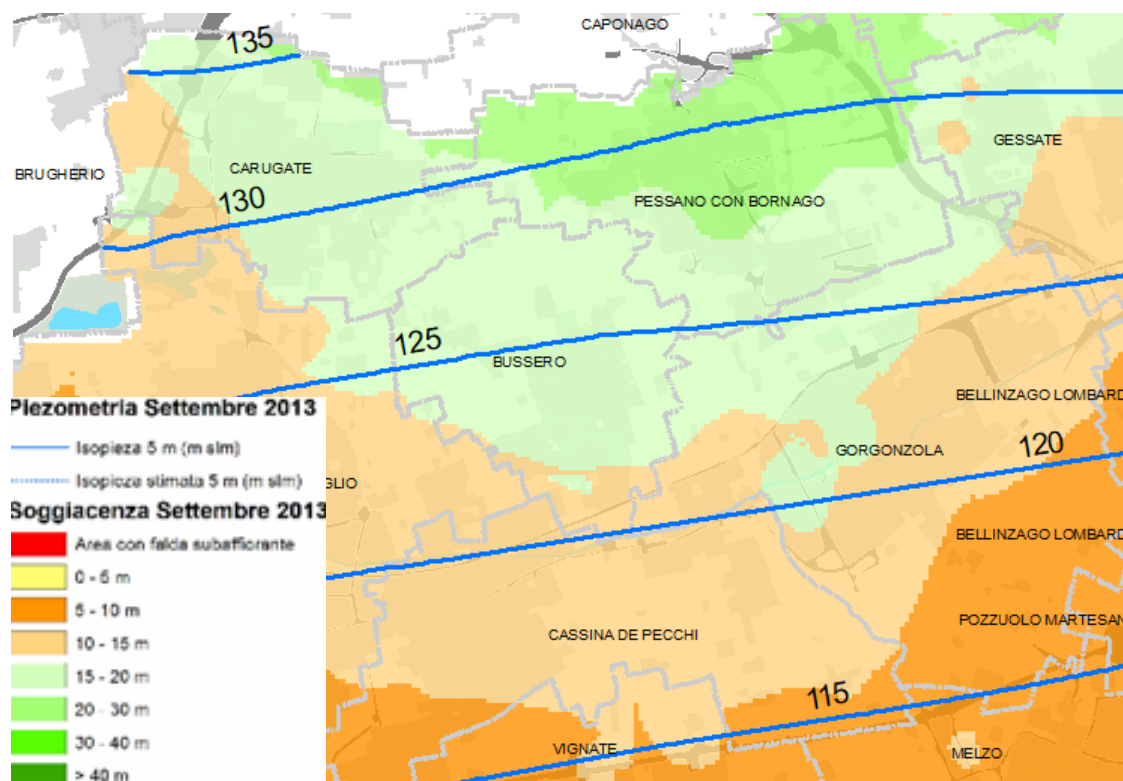 CAPONAGO
135
BRUGHERIO
CARUGATE
GESSATE
130
PESSANO CON BORNAGO
125
BUSSERO
BELLINZAGO LOMBARD
GORGONZOLA
120
Piezometria Settembre 2013
Isopieza 5 m (m slm)
Isopieza stimata 5 m (m slm)
GLIO
Soggiacenza Settembre 2013
Area con falda subaffiorante
0 - 5 m
5 - 10 m
10 - 15 m
15 - 20 m
20 - 30 m
30 - 40 m
> 40 m
BELLINZAGO LOMBARD
POZZUOLO MARTESAN
CASSINA DE PECCHI
115
VIGNATE
MELZO